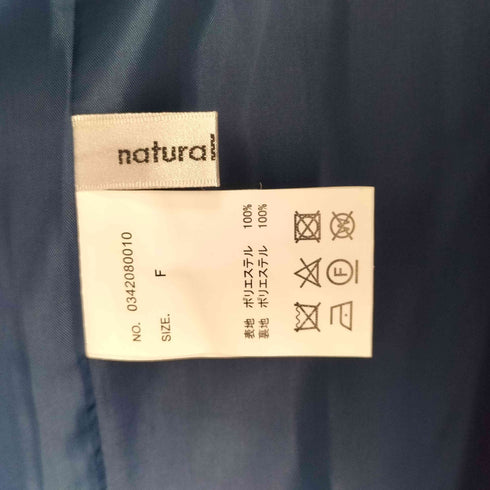 natural
NO. 0342080010
SIZE. F
表地 ポリエステル 100%
裏地 ポリエステル 100%
F
W